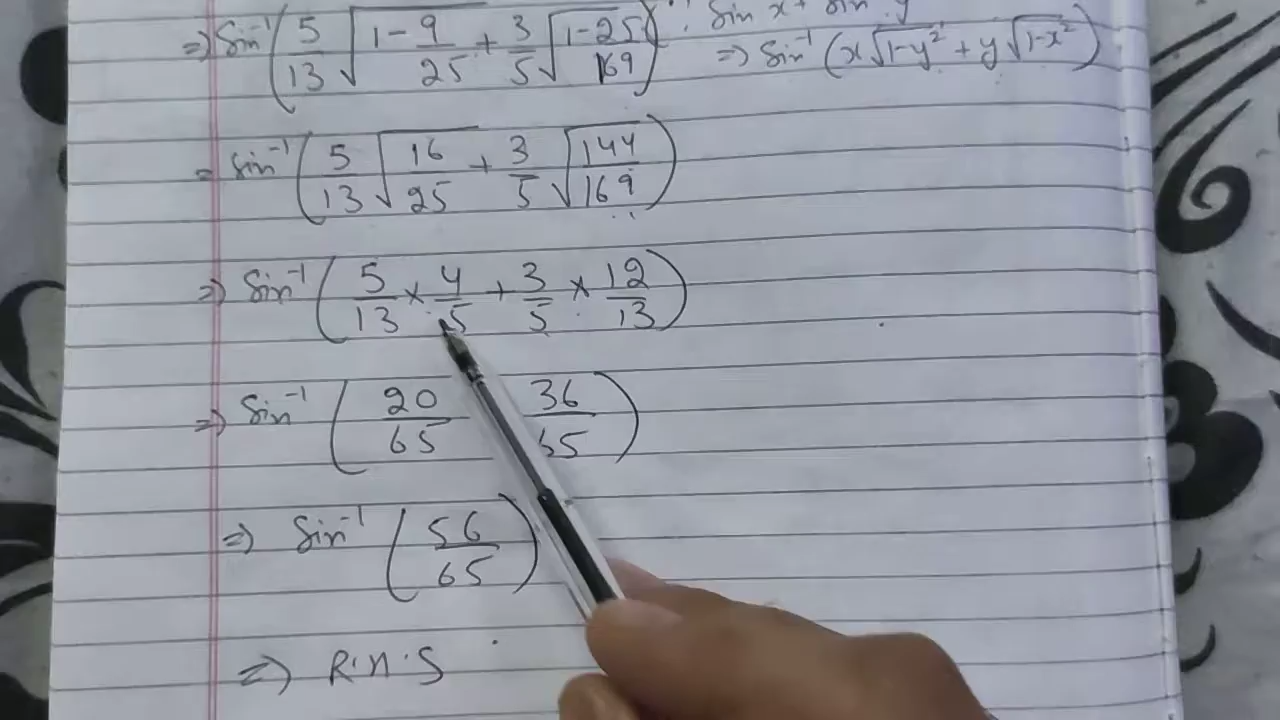 ⇒ Sin⁻¹ ( 5/13 √(1-9/25) + 3/5 √(1-25/169) ) ∵ Sin x + Sin y
⇒ Sin⁻¹ ( x√1-y² + y√1-x² )
= Sin⁻¹ ( 5/13 √(16/25) + 3/5 √(144/169) )
⇒ Sin⁻¹ ( 5/13 × 4/5 + 3/5 × 12/13 )
⇒ Sin⁻¹ ( 20/65 36/65 )
⇒ Sin⁻¹ ( 56/65 )
⇒ R.H.S